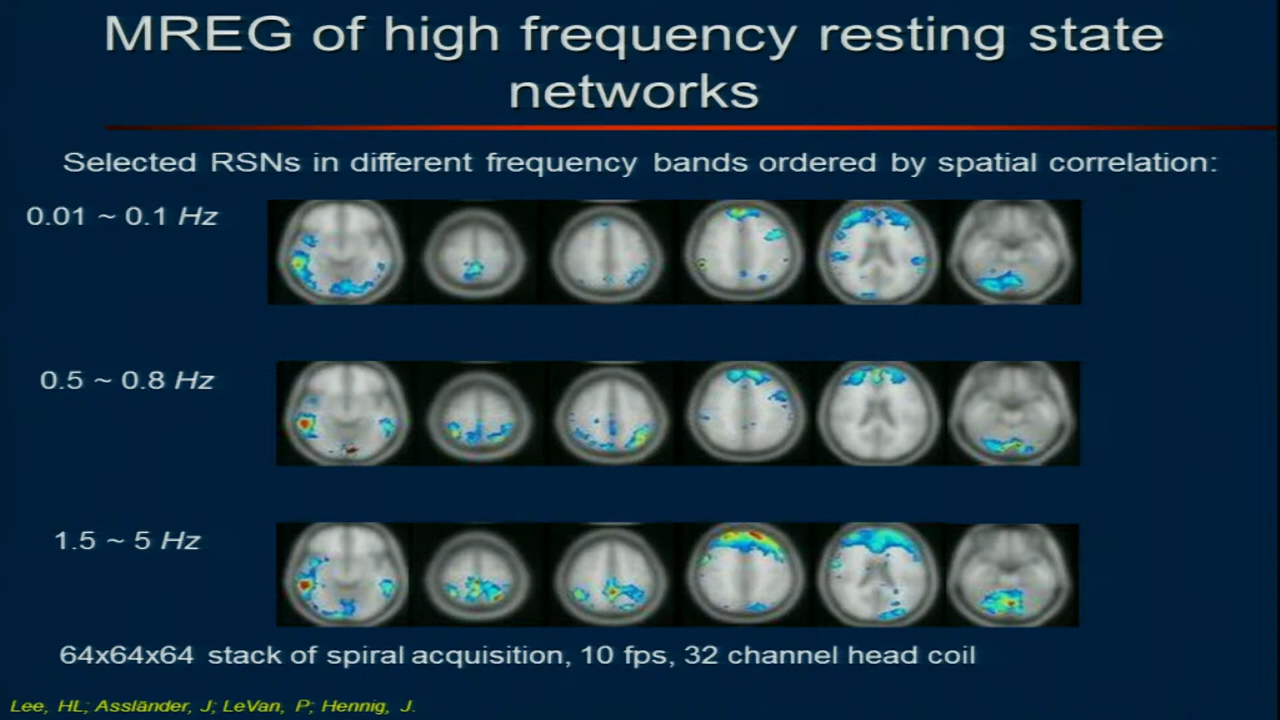 MREG of high frequency resting state
networks
Selected RSNs in different frequency bands ordered by spatial correlation:
0.01 ~ 0.1 Hz
0.5 ~ 0.8 Hz
1.5 ~ 5 Hz
64x64x64 stack of spiral acquisition, 10 fps, 32 channel head coil
Lee, HL; Assländer, J; LeVan, P; Hennig, J.